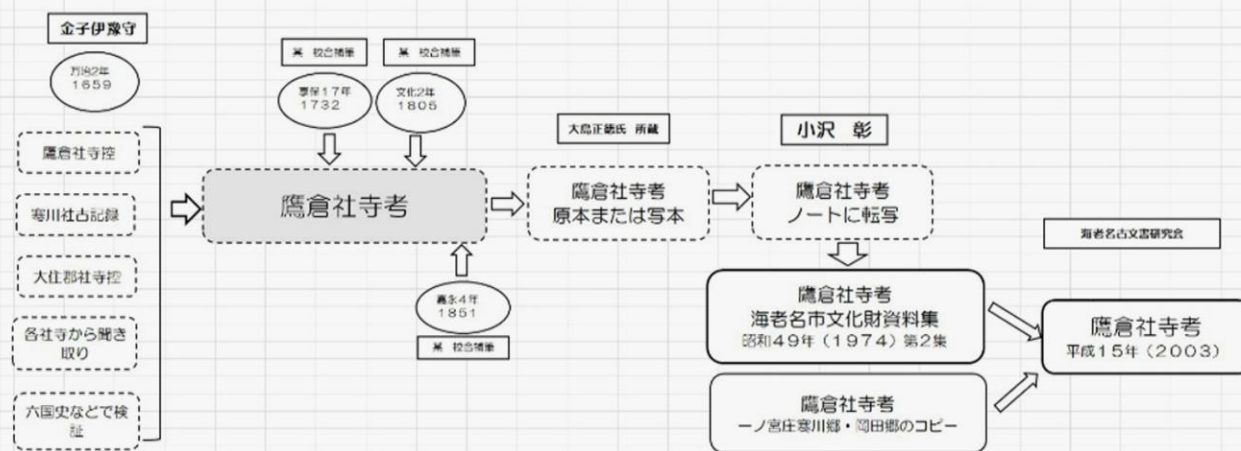 金子伊豫守
万治2年
1659
鷹倉社寺控
寒川社古記録
大住郡社寺控
各社寺から聞き
取り
六国史などで検
証
某 校合補筆
享保17年
1732
某 校合補筆
文化2年
1805
鷹倉社寺考
嘉永4年
1851
某 校合補筆
大島正徳氏 所蔵
鷹倉社寺考
原本または写本
小沢 彰
鷹倉社寺考
ノートに転写
鷹倉社寺考
海老名市文化財資料集
昭和49年（1974）第2集
鷹倉社寺考
一ノ宮庄寒川郷・岡田郷のコピー
海老名古文書研究会
鷹倉社寺考
平成15年（2003）